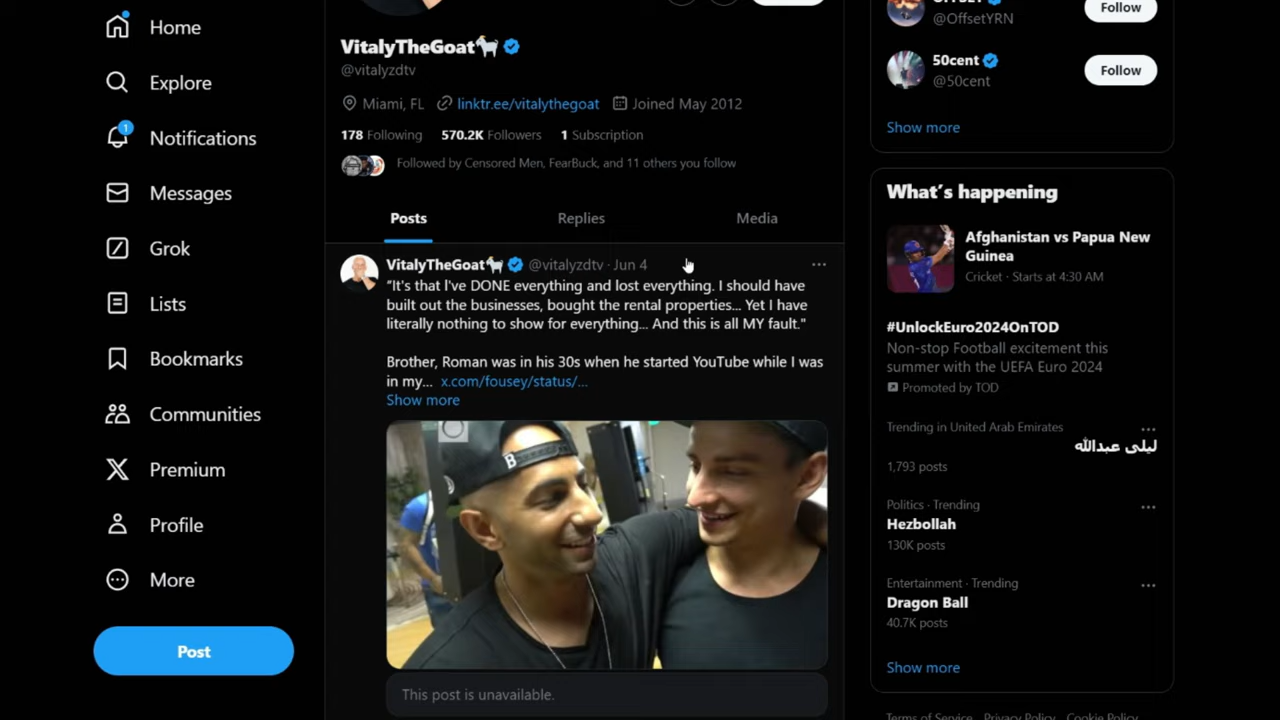 Home
Explore
1
Notifications
Messages
Grok
Lists
Bookmarks
Communities
Premium
Profile
More
Post
VitalyTheGoat🐐
@vitalyzdtv
Miami, FL linktr.ee/vitalythegoat Joined May 2012
178 Following 570.2K Followers 1 Subscription
Followed by Censored Men, FearBuck, and 11 others you follow
Posts Replies Media
VitalyTheGoat🐐 @vitalyzdtv · Jun 4
"It's that I've DONE everything and lost everything. I should have
built out the businesses, bought the rental properties... Yet I have
literally nothing to show for everything... And this is all MY fault."
Brother, Roman was in his 30s when he started YouTube while I was
in my... x.com/fousey/status/...
Show more
B
This post is unavailable.
@OffsetYRN
Follow
50cent
@50cent
Follow
Show more
What's happening
Afghanistan vs Papua New
Guinea
Cricket · Starts at 4:30 AM
#UnlockEuro2024OnTOD
Non-stop Football excitement this
summer with the UEFA Euro 2024
Promoted by TOD
Trending in United Arab Emirates
ليلى عبدالله
1,793 posts
Politics · Trending
Hezbollah
130K posts
Entertainment · Trending
Dragon Ball
40.7K posts
Show more
Terms of Service Privacy Policy Cookie Policy